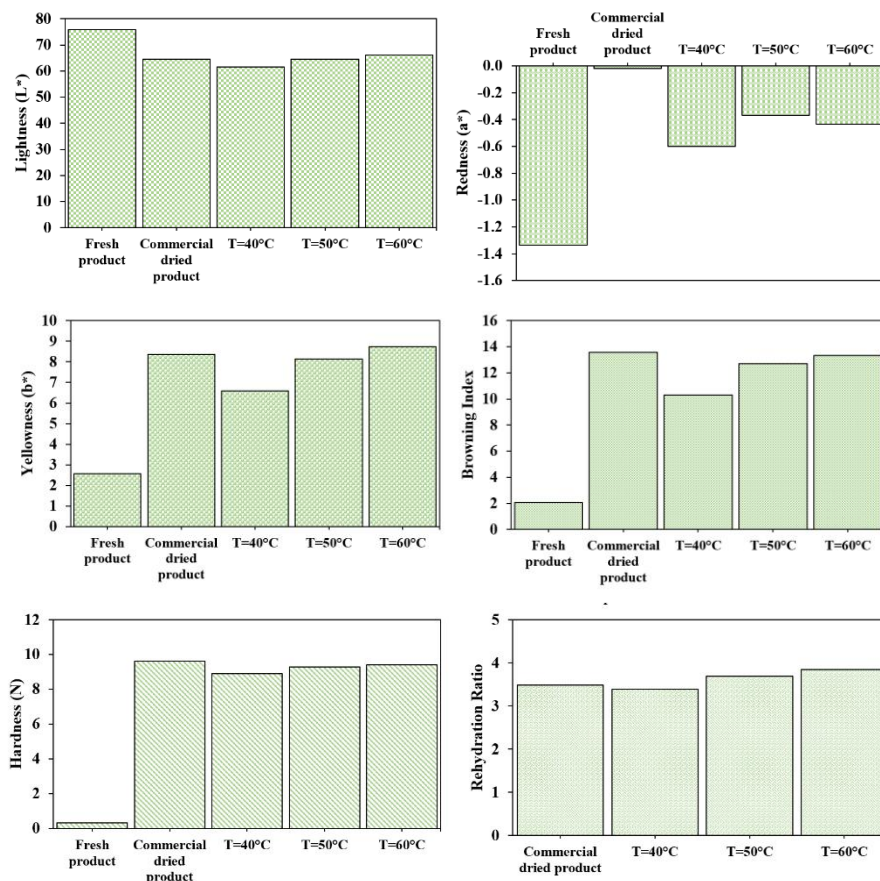 80
70
60
50
40
30
20
10
0
Lightness (L*)
Fresh
product
Commercial
dried
product
T=40°C
T=50°C
T=60°C
Fresh
product
Commercial
dried
product
T=40°C
T=50°C
T=60°C
0.0
-0.2
-0.4
-0.6
-0.8
-1.0
-1.2
-1.4
-1.6
Redness (a*)
10
9
8
7
6
5
4
3
2
1
0
Yellowness (b*)
Fresh
product
Commercial
dried
product
T=40°C
T=50°C
T=60°C
16
14
12
10
8
6
4
2
0
Browning Index
Fresh
product
Commercial
dried
product
T=40°C
T=50°C
T=60°C
12
10
8
6
4
2
0
Hardness (N)
Fresh
product
Commercial
dried
product
T=40°C
T=50°C
T=60°C
5
4
3
2
1
0
Rehydration Ratio
Commercial
dried product
T=40°C
T=50°C
T=60°C